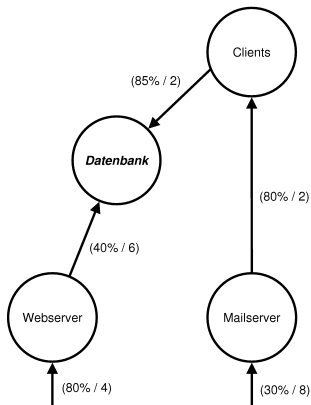 Clients
(85% / 2)
Datenbank
(80% / 2)
(40% / 6)
Webserver
Mailserver
(80% / 4)
(30% / 8)